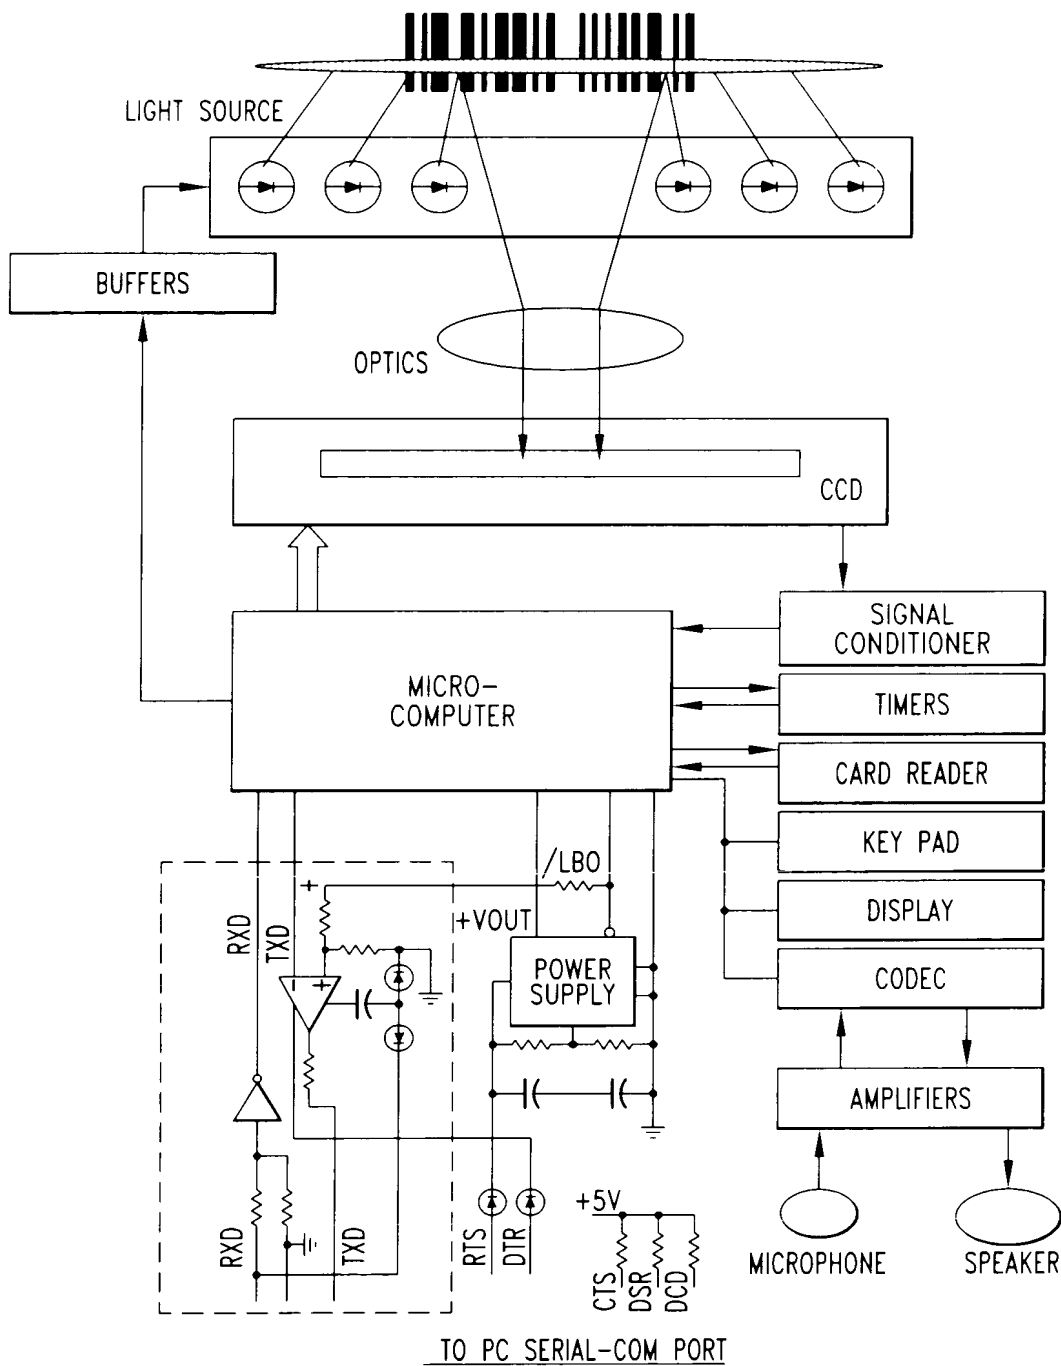 LIGHT SOURCE
BUFFERS
OPTICS
CCD
SIGNAL
CONDITIONER
MICRO-
COMPUTER
TIMERS
CARD READER
KEY PAD
/LBO
+
RXD
TXD
+VOUT
DISPLAY
- +
POWER
SUPPLY
CODEC
AMPLIFIERS
RXD
TXD
RTS
DTR
+5V
CTS
DSR
DCD
MICROPHONE
SPEAKER
TO PC SERIAL-COM PORT